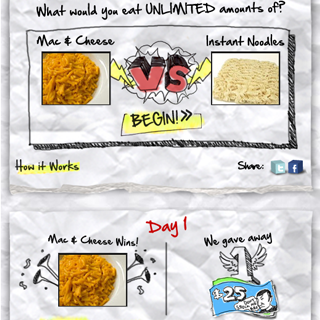 What would you eat UNLIMITED amounts of?
Mac & Cheese
Instant Noodles
VS
BEGIN!»
How it Works
Share:
Day 1
Mac & Cheese Wins!
We gave away
1
$25